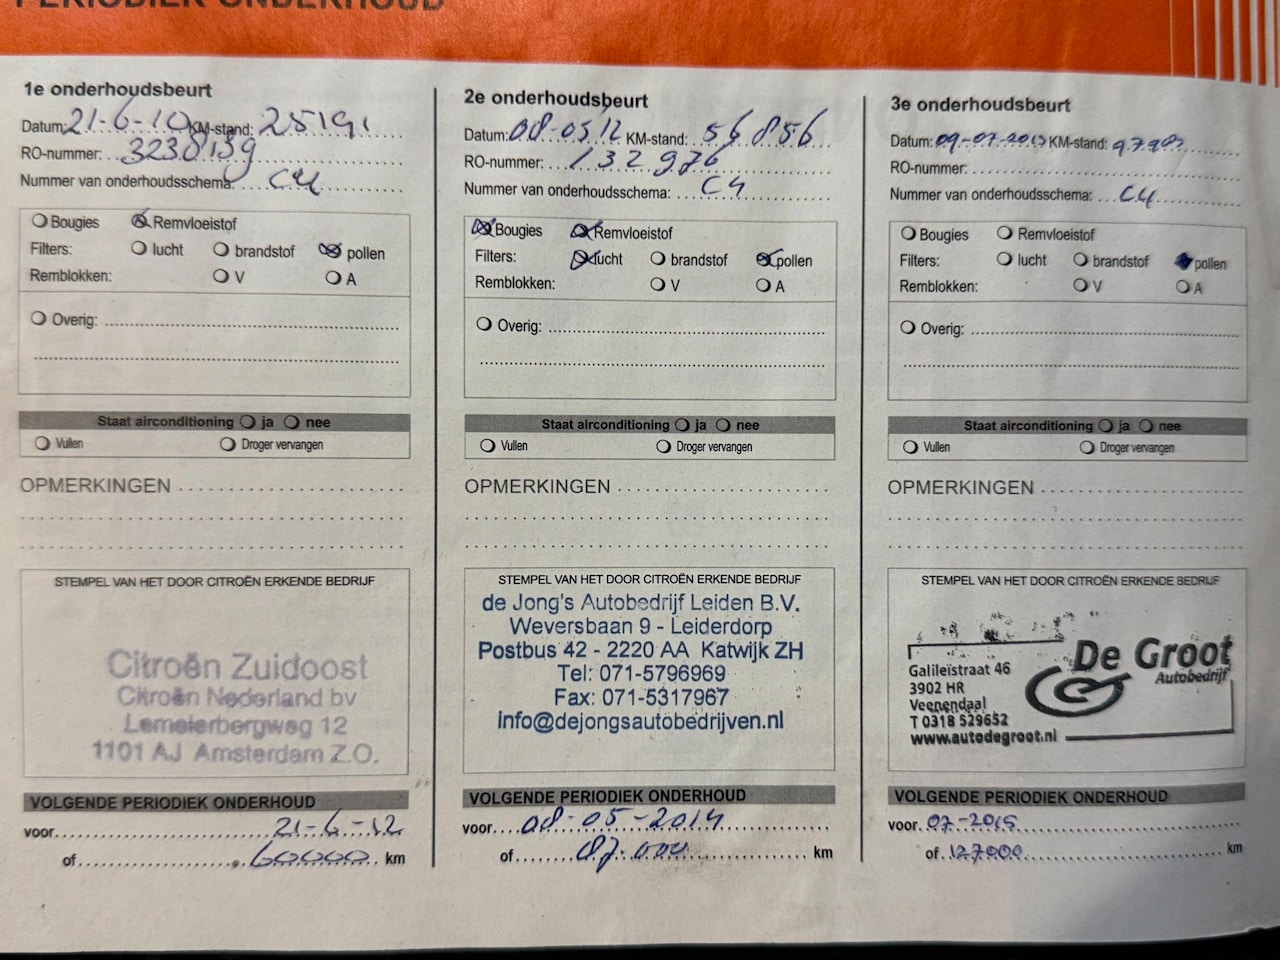 PERIODIEK ONDERHOUD
1e onderhoudsbeurt
Datum: 21-6-10 KM-stand: 25191
RO-nummer: 3230139
Nummer van onderhoudsschema: C4
Bougies Remvloeistof
Filters: lucht brandstof pollen
Remblokken: V A
Overig:
Staat airconditioning ja nee
Vullen Droger vervangen
OPMERKINGEN
STEMPEL VAN HET DOOR CITROËN ERKENDE BEDRIJF
Citroën Zuidoost
Citroën Nederland bv
Lemelerbergweg 12
1101 AJ Amsterdam Z.O.
VOLGENDE PERIODIEK ONDERHOUD
voor 21-6-12
of 60000 km
2e onderhoudsbeurt
Datum: 08-05/12 KM-stand: 56856
RO-nummer: 132976
Nummer van onderhoudsschema: C4
Bougies Remvloeistof
Filters: lucht brandstof pollen
Remblokken: V A
Overig:
Staat airconditioning ja nee
Vullen Droger vervangen
OPMERKINGEN
STEMPEL VAN HET DOOR CITROËN ERKENDE BEDRIJF
de Jong's Autobedrijf Leiden B.V.
Weversbaan 9 - Leiderdorp
Postbus 42 - 2220 AA Katwijk ZH
Tel: 071-5796969
Fax: 071-5317967
info@dejongsautobedrijven.nl
VOLGENDE PERIODIEK ONDERHOUD
voor 08-05-2014
of 87.000 km
3e onderhoudsbeurt
Datum: 09-07-2013 KM-stand:
RO-nummer:
Nummer van onderhoudsschema: C4
Bougies Remvloeistof
Filters: lucht brandstof pollen
Remblokken: V A
Overig:
Staat airconditioning ja nee
Vullen Droger vervangen
OPMERKINGEN
STEMPEL VAN HET DOOR CITROËN ERKENDE BEDRIJF
De Groot
Autobedrijf
Galileistraat 46
3902 HR
Veenendaal
T 0318 529652
www.autodegroot.nl
VOLGENDE PERIODIEK ONDERHOUD
voor 07-2015
of 127000 km